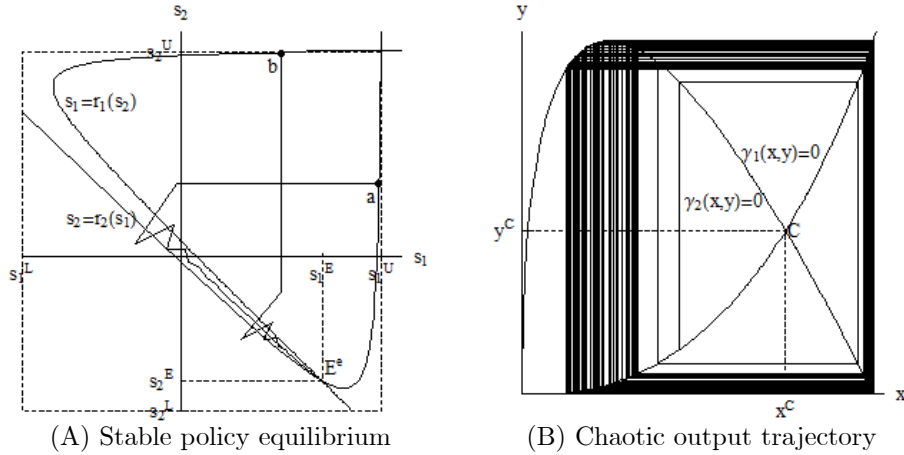 s₂
s₂ᵁ
b
s₁=r₁(s₂)
a
s₂=r₂(s₁)
s₁ᴸ
s₁ᴱ
s₁ᵁ
s₁
Eᵉ
s₂ᴱ
s₂ᴸ
(A) Stable policy equilibrium
y
γ₁(x,y)=0
γ₂(x,y)=0
yᶜ
C
xᶜ
x
(B) Chaotic output trajectory